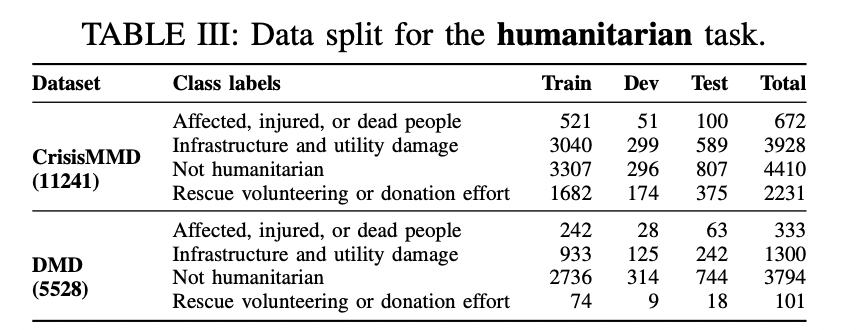 TABLE III: Data split for the humanitarian task.
Dataset Class labels Train Dev Test Total
CrisisMMD
(11241)
Affected, injured, or dead people 521 51 100 672
Infrastructure and utility damage 3040 299 589 3928
Not humanitarian 3307 296 807 4410
Rescue volunteering or donation effort 1682 174 375 2231
DMD
(5528)
Affected, injured, or dead people 242 28 63 333
Infrastructure and utility damage 933 125 242 1300
Not humanitarian 2736 314 744 3794
Rescue volunteering or donation effort 74 9 18 101